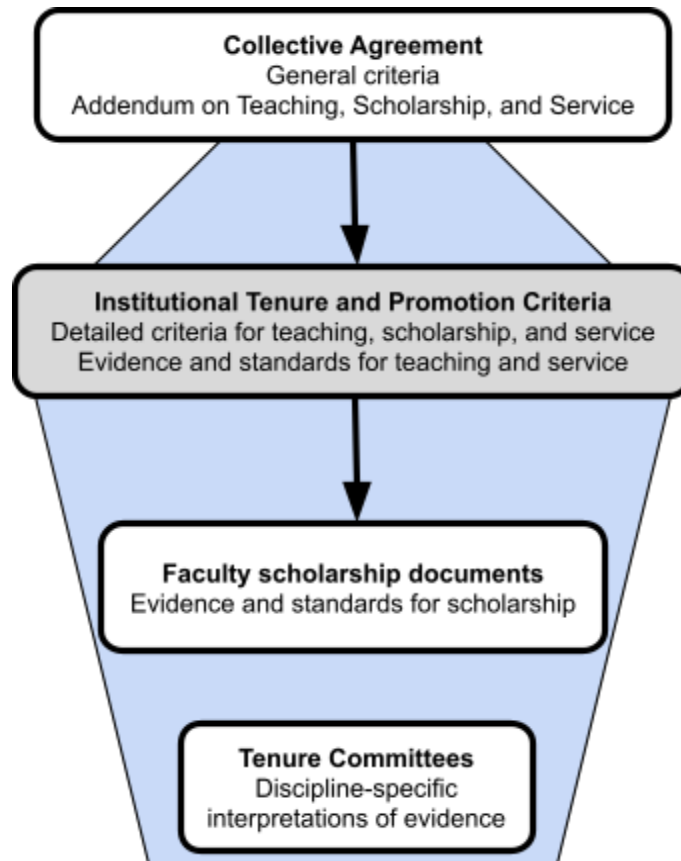 Collective Agreement
General criteria
Addendum on Teaching, Scholarship, and Service
Institutional Tenure and Promotion Criteria
Detailed criteria for teaching, scholarship, and service
Evidence and standards for teaching and service
Faculty scholarship documents
Evidence and standards for scholarship
Tenure Committees
Discipline-specific
interpretations of evidence